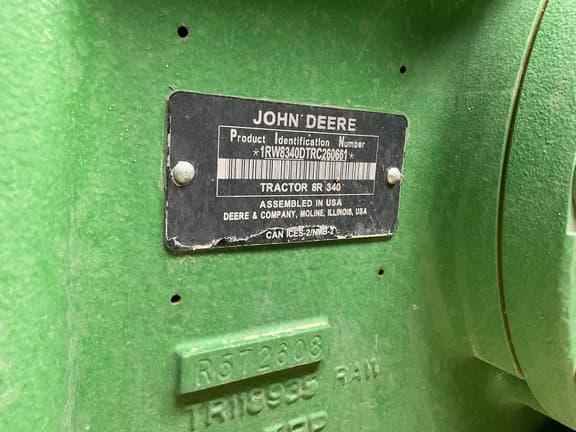 JOHN DEERE
Product Identification Number
*1RW8340DTRC260661*
TRACTOR 8R 340
ASSEMBLED IN USA
DEERE & COMPANY, MOLINE, ILLINOIS, USA
CAN ICES-2/NMB-2
R5T2608
RAW